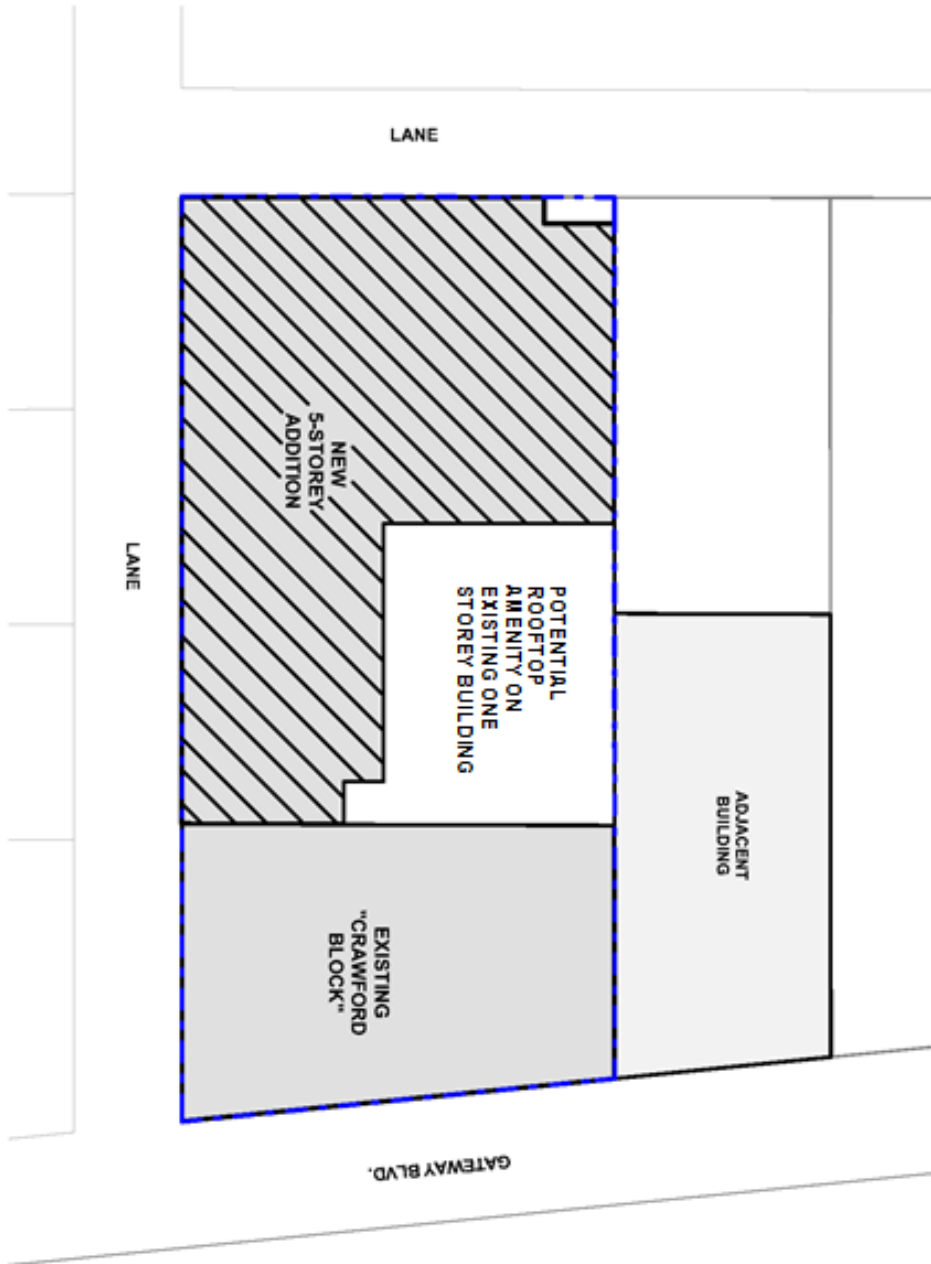 LANE
NEW
5-STOREY
ADDITION
LANE
POTENTIAL
ROOFTOP
AMENITY ON
EXISTING ONE
STOREY BUILDING
ADJACENT
BUILDING
EXISTING
"CRAWFORD
BLOCK"
GATEWAY BLVD.